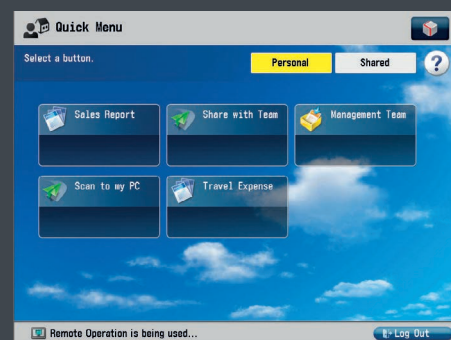 Quick Menu
Select a button.
Personal
Shared
?
Sales Report
Share with Team
Management Team
Scan to my PC
Travel Expense
Remote Operation is being used...
Log Out